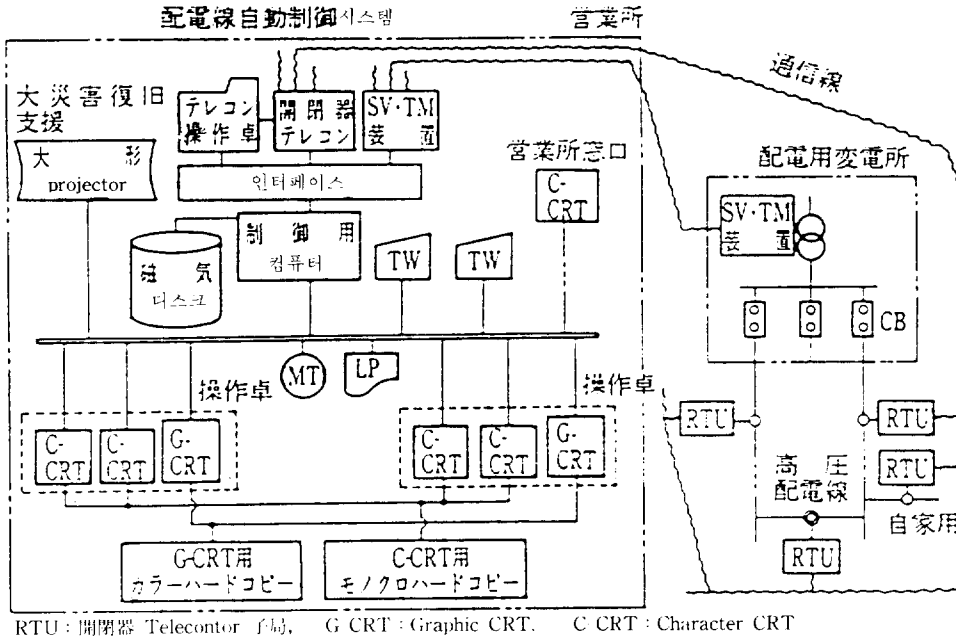 配電線自動制御시스템
営業所
通信線
大災害復旧
支援
大形
projector
テレコン
操作卓
開閉器
テレコン
SV·TM
装置
인터페이스
営業所窓口
C-
CRT
配電用変電所
SV·TM
装置
制御用
컴퓨터
磁気
디스크
TW
TW
CB
MT
LP
操作卓
操作卓
C-
CRT
C-
CRT
G-
CRT
C-
CRT
C-
CRT
G-
CRT
RTU
RTU
RTU
高圧
配電線
自家用
RTU
G-CRT用
カラーハードコピー
C-CRT用
モノクロハードコピー
RTU : 開閉器 Telecontor 子局, G CRT : Graphic CRT, C CRT : Character CRT